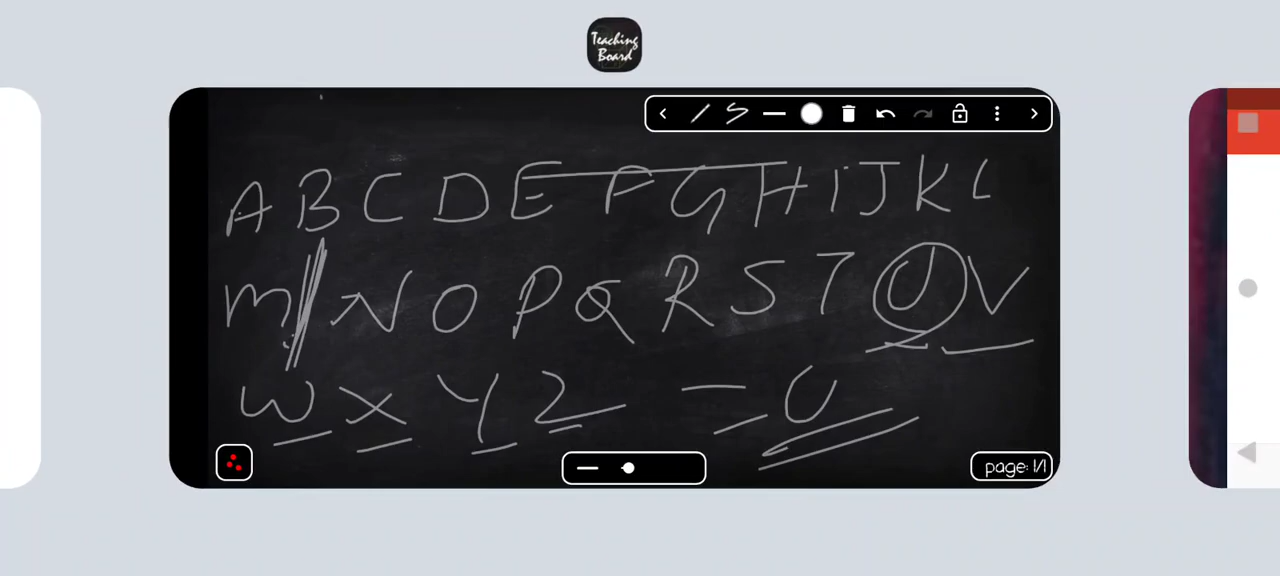 Teaching
Board
A B C D E F G H I J K L
M N O P Q R S T U V
W X Y Z = U
page: 1/1